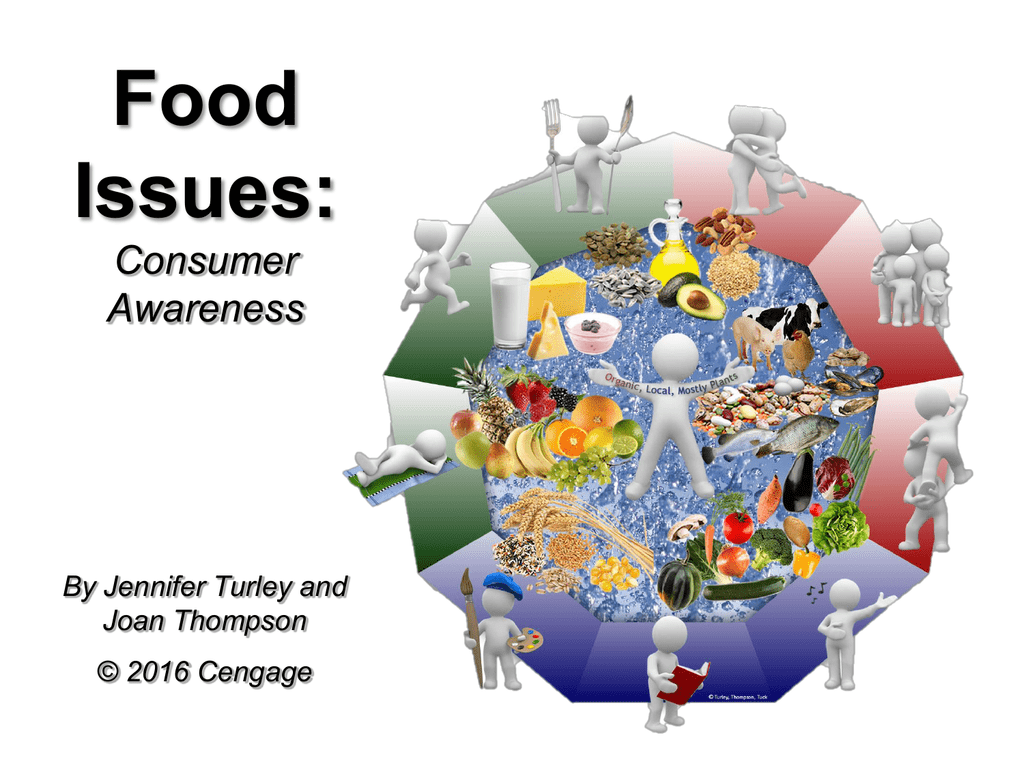 Food
Issues:
Consumer
Awareness
Organic, Local, Mostly Plants
By Jennifer Turley and
Joan Thompson
© 2016 Cengage
© Turley, Thompson, Tuck